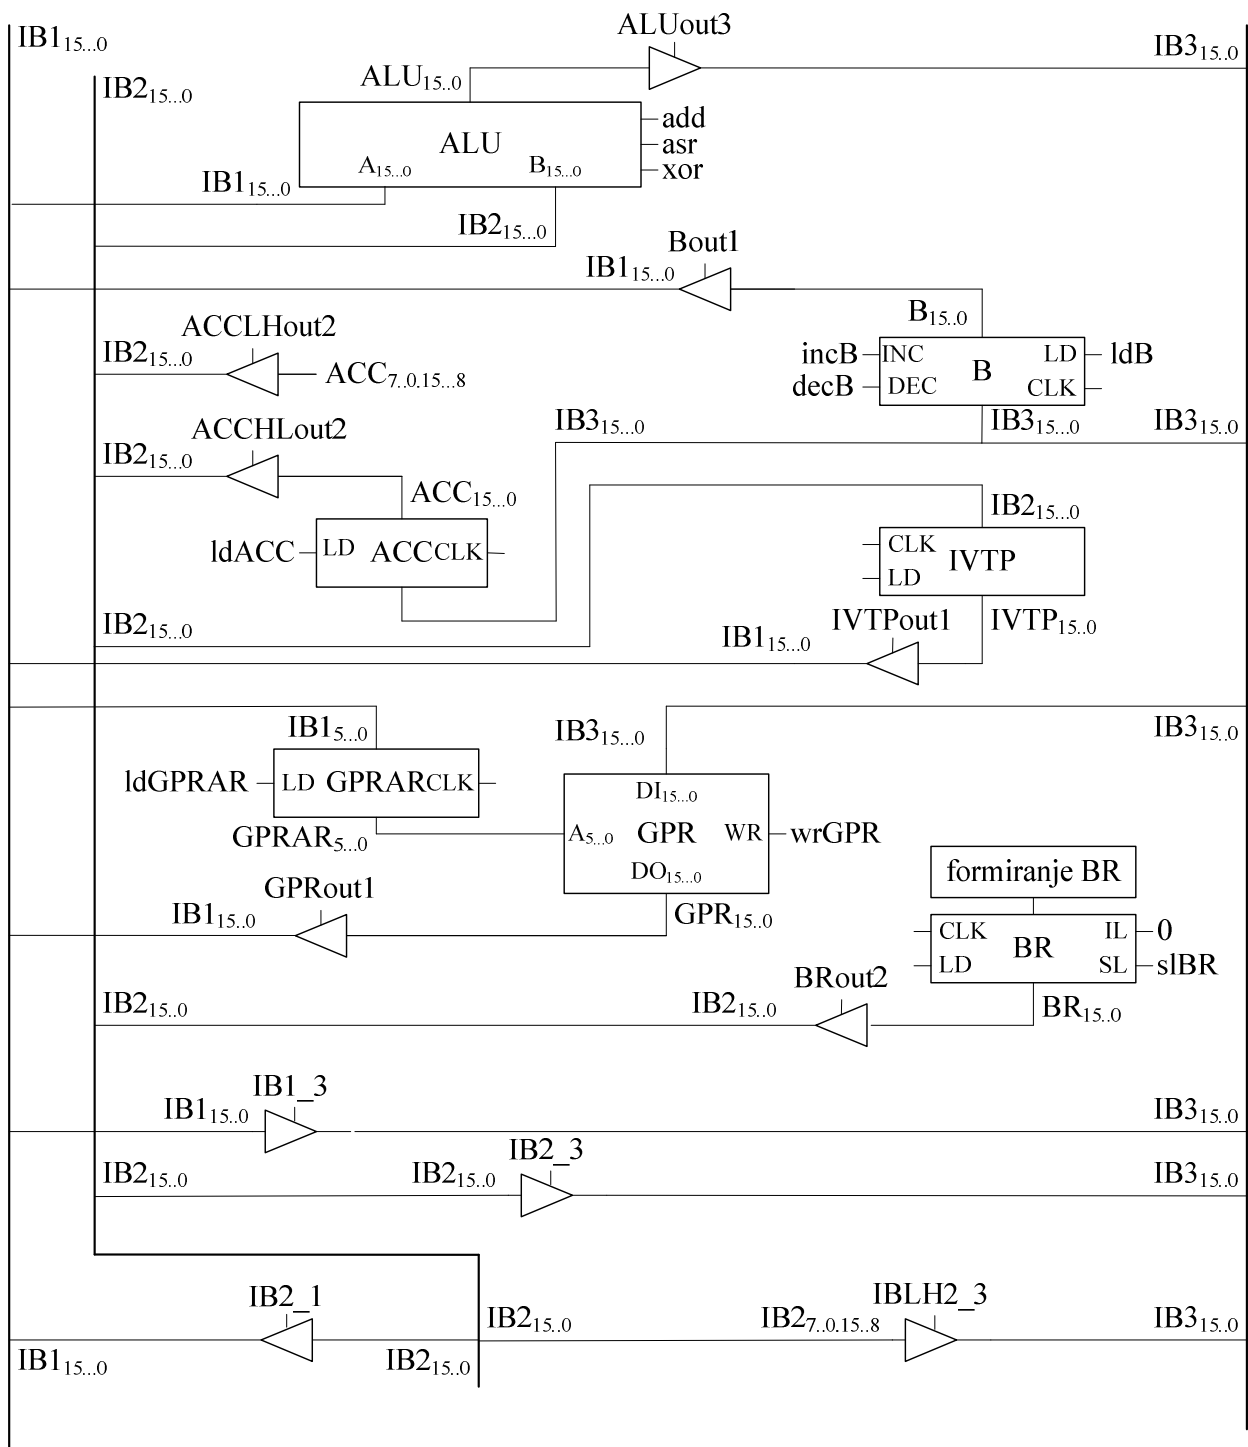 IB1₁₅...₀
ALUout3
IB3₁₅..₀
IB2₁₅...₀
ALU₁₅..₀
add
ALU
asr
A₁₅...₀
B₁₅...₀
xor
IB1₁₅...₀
IB2₁₅...₀
Bout1
IB1₁₅...₀
B₁₅..₀
ACCLHout2
IB2₁₅...₀
ACC₇..₀.₁₅...₈
incB
INC
LD
ldB
B
decB
DEC
CLK
ACCHLout2
IB3₁₅...₀
IB3₁₅...₀
IB3₁₅..₀
IB2₁₅...₀
ACC₁₅...₀
IB2₁₅...₀
ldACC
LD
ACC
CLK
CLK
IVTP
LD
IB2₁₅...₀
IVTPout1
IVTP₁₅..₀
IB1₁₅...₀
IB1₅...₀
IB3₁₅...₀
IB3₁₅..₀
ldGPRAR
LD
GPRAR
CLK
DI₁₅...₀
GPRAR₅...₀
A₅...₀
GPR
WR
wrGPR
DO₁₅...₀
formiranje BR
GPRout1
IB1₁₅...₀
GPR₁₅..₀
CLK
IL
0
BR
LD
SL
slBR
BRout2
IB2₁₅..₀
IB2₁₅..₀
BR₁₅..₀
IB1_3
IB1₁₅..₀
IB3₁₅..₀
IB2_3
IB2₁₅..₀
IB2₁₅..₀
IB3₁₅..₀
IB2_1
IBLH2_3
IB2₁₅..₀
IB2₇..₀.₁₅..₈
IB3₁₅..₀
IB1₁₅...₀
IB2₁₅..₀